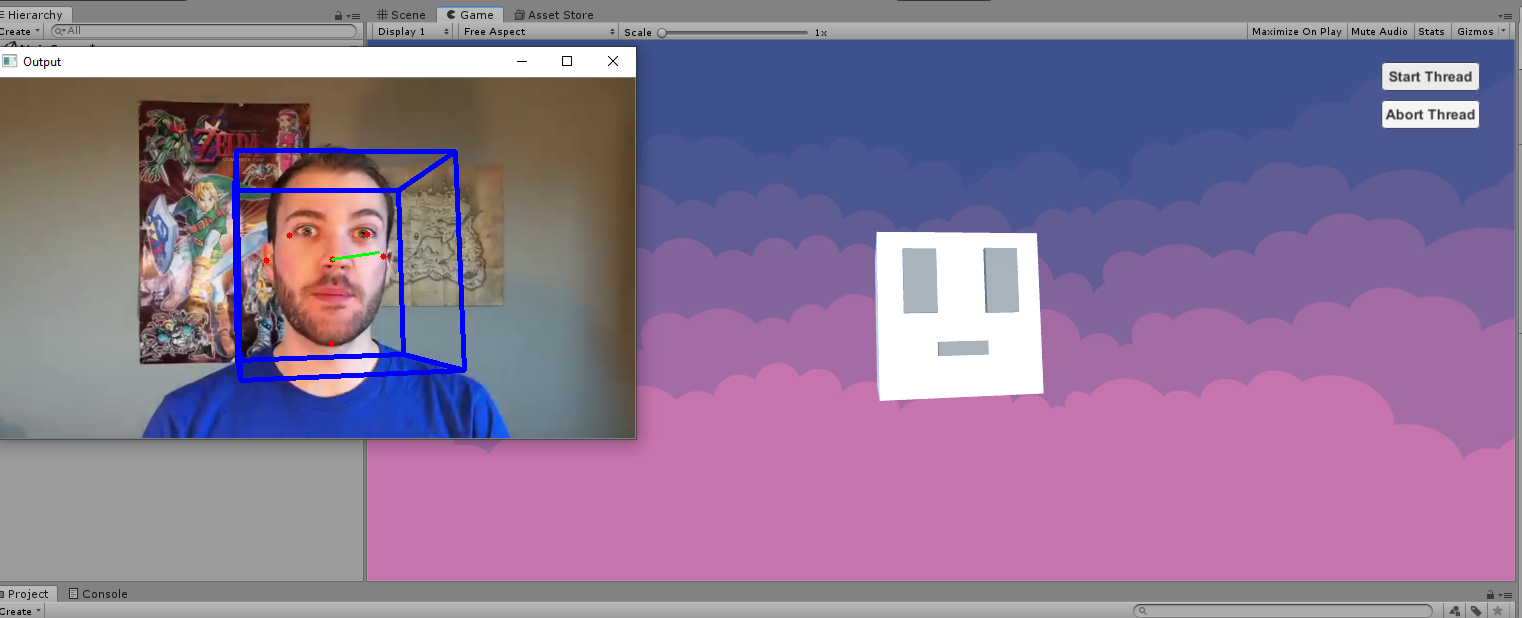 Hierarchy
Scene
Game
Asset Store
Create
All
Display 1
Free Aspect
Scale
1x
Maximize On Play
Mute Audio
Stats
Gizmos
Output
Start Thread
Abort Thread
ZELDA
Project
Console
Create